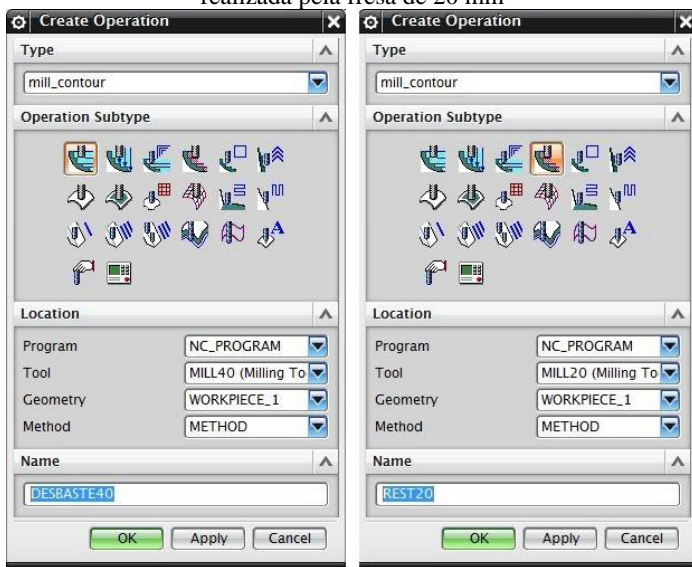 realizada pela fresa de 20 mm
Create Operation
Type
mill_contour
Operation Subtype
Location
Program NC_PROGRAM
Tool MILL40 (Milling To
Geometry WORKPIECE_1
Method METHOD
Name
DESBASTE40
OK Apply Cancel
Create Operation
Type
mill_contour
Operation Subtype
Location
Program NC_PROGRAM
Tool MILL20 (Milling To
Geometry WORKPIECE_1
Method METHOD
Name
REST20
OK Apply Cancel